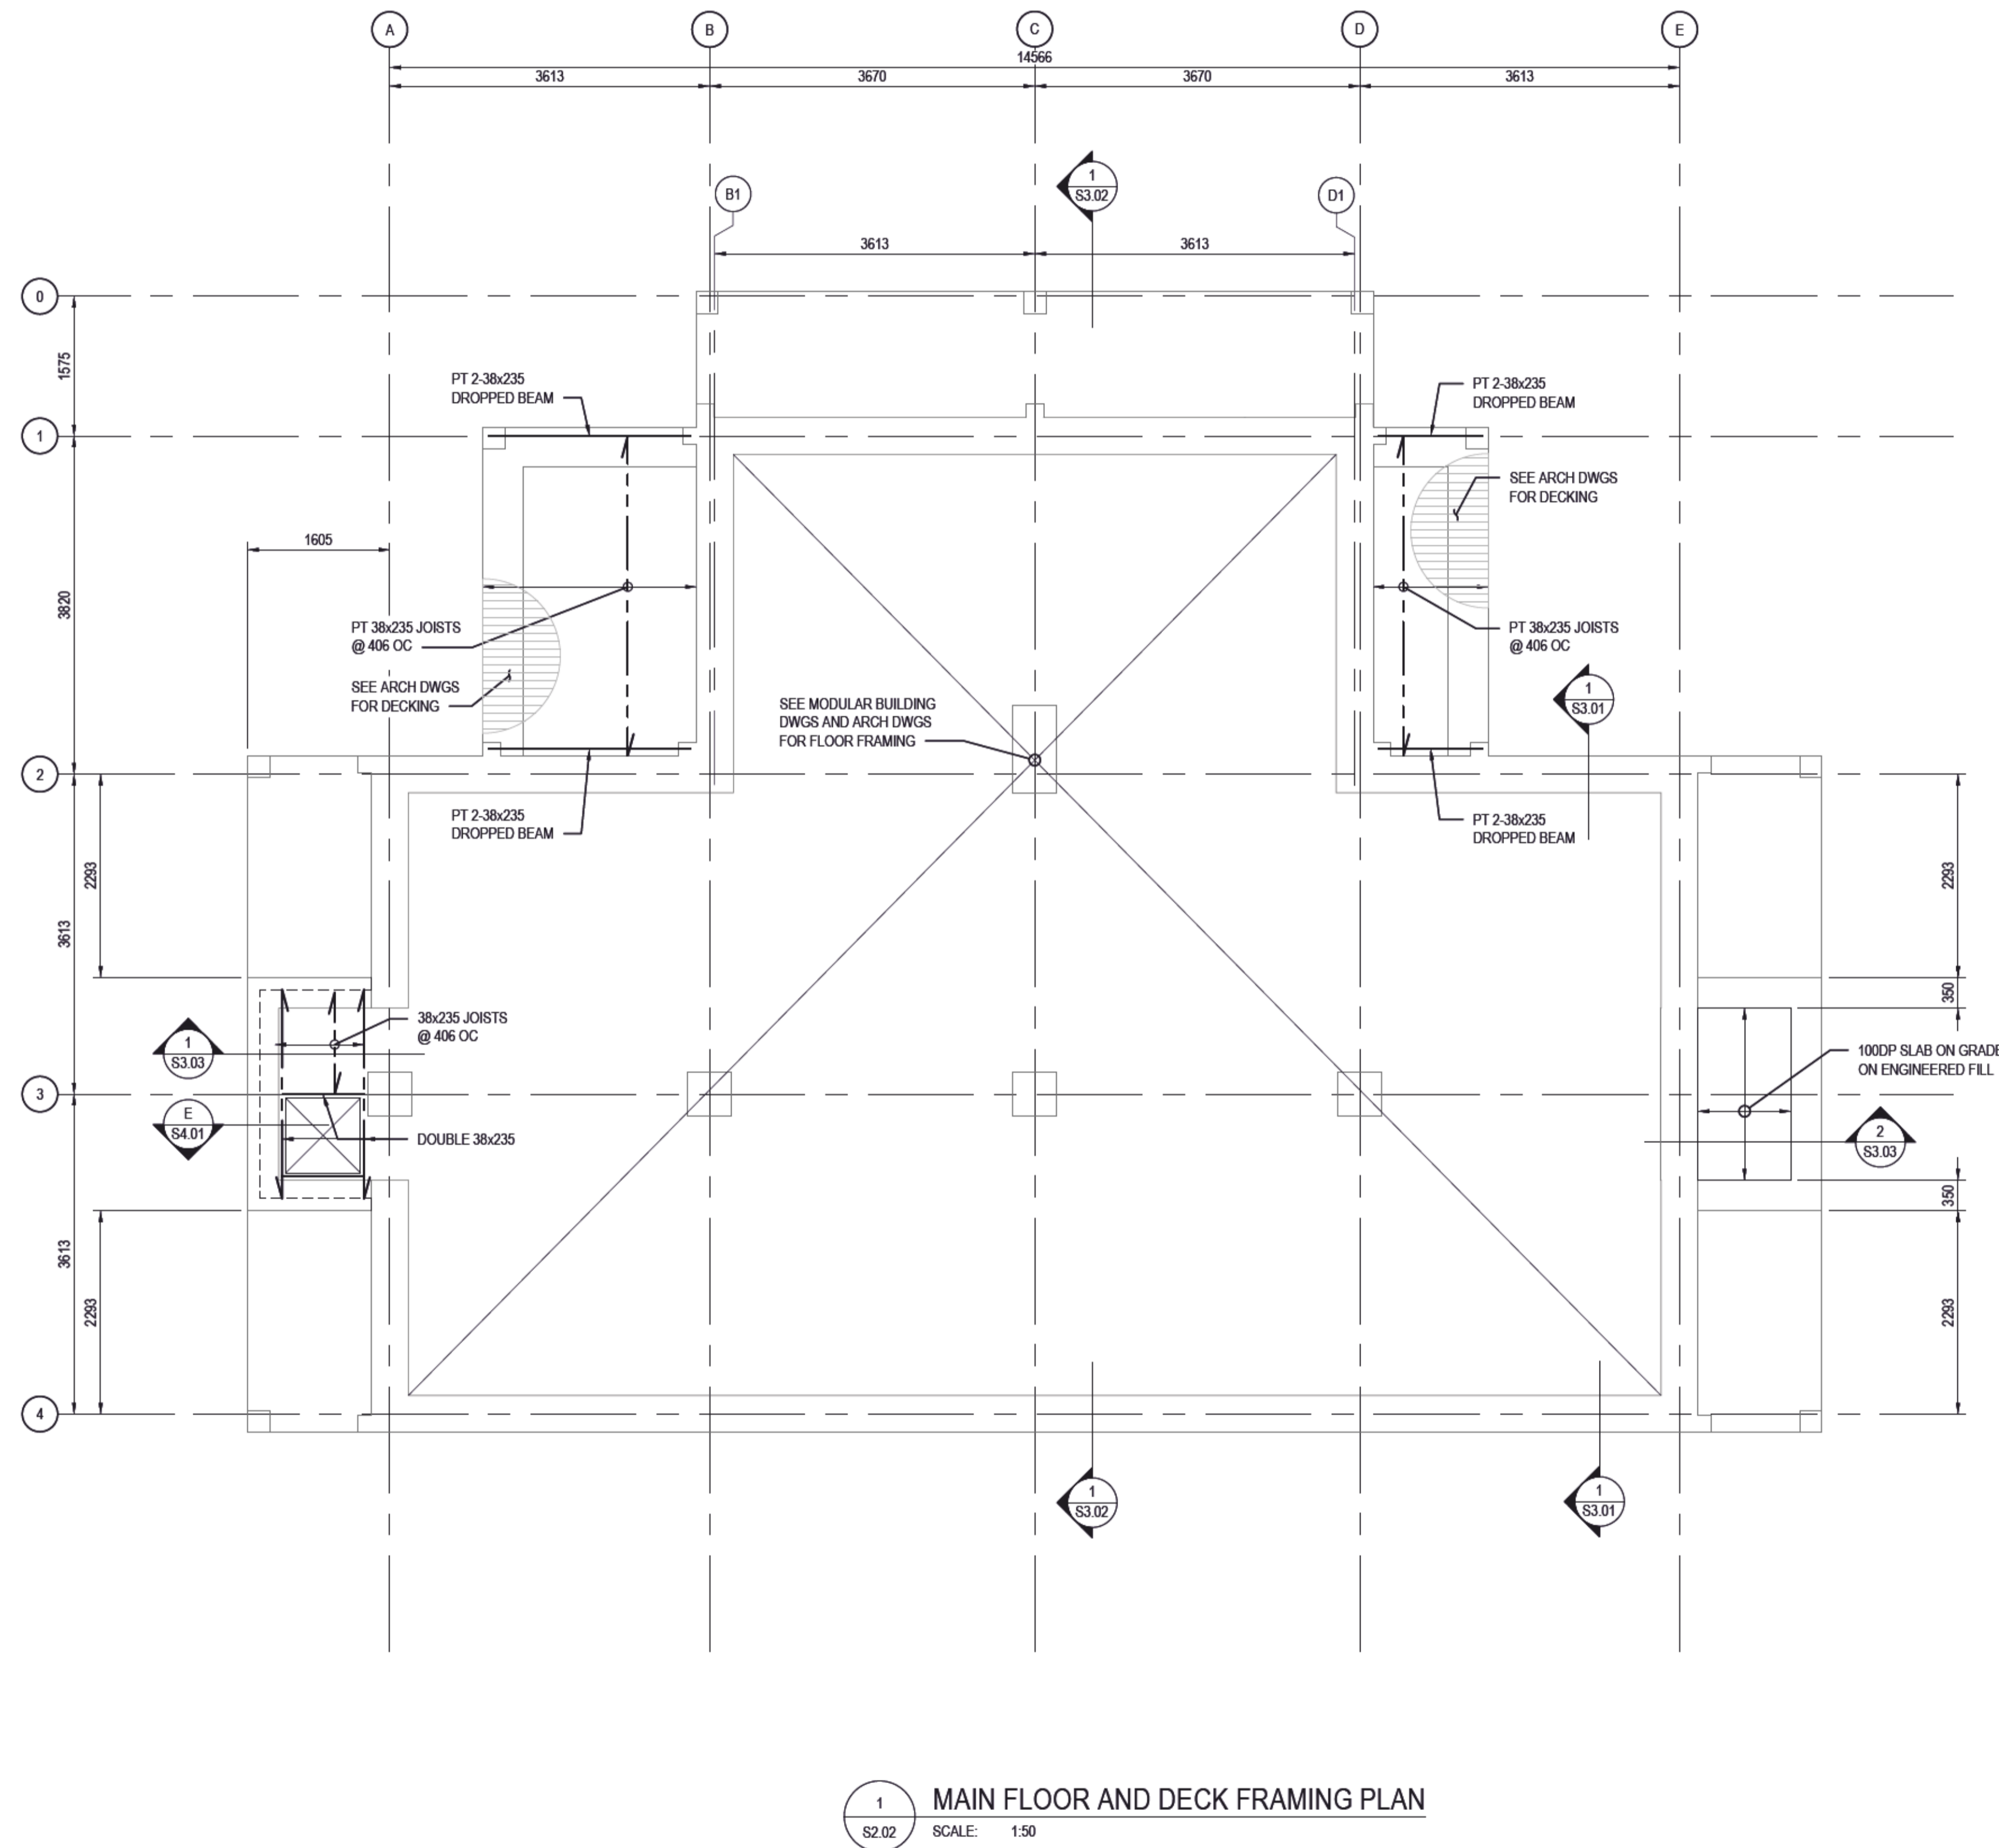 A
B
C
D
E
14566
3613
3670
3670
3613
1
S3.02
B1
D1
3613
3613
0
1575
PT 2-38x235
DROPPED BEAM
PT 2-38x235
DROPPED BEAM
1
SEE ARCH DWGS
FOR DECKING
1605
3820
PT 38x235 JOISTS
@ 406 OC
PT 38x235 JOISTS
@ 406 OC
SEE ARCH DWGS
FOR DECKING
SEE MODULAR BUILDING
DWGS AND ARCH DWGS
FOR FLOOR FRAMING
1
S3.01
2
PT 2-38x235
DROPPED BEAM
PT 2-38x235
DROPPED BEAM
2293
2293
3613
350
38x235 JOISTS
@ 406 OC
1
S3.03
100DP SLAB ON GRADE
ON ENGINEERED FILL
3
E
S4.01
DOUBLE 38x235
2
S3.03
350
3613
2293
2293
4
1
S3.02
1
S3.01
1
S2.02
MAIN FLOOR AND DECK FRAMING PLAN
SCALE: 1:50